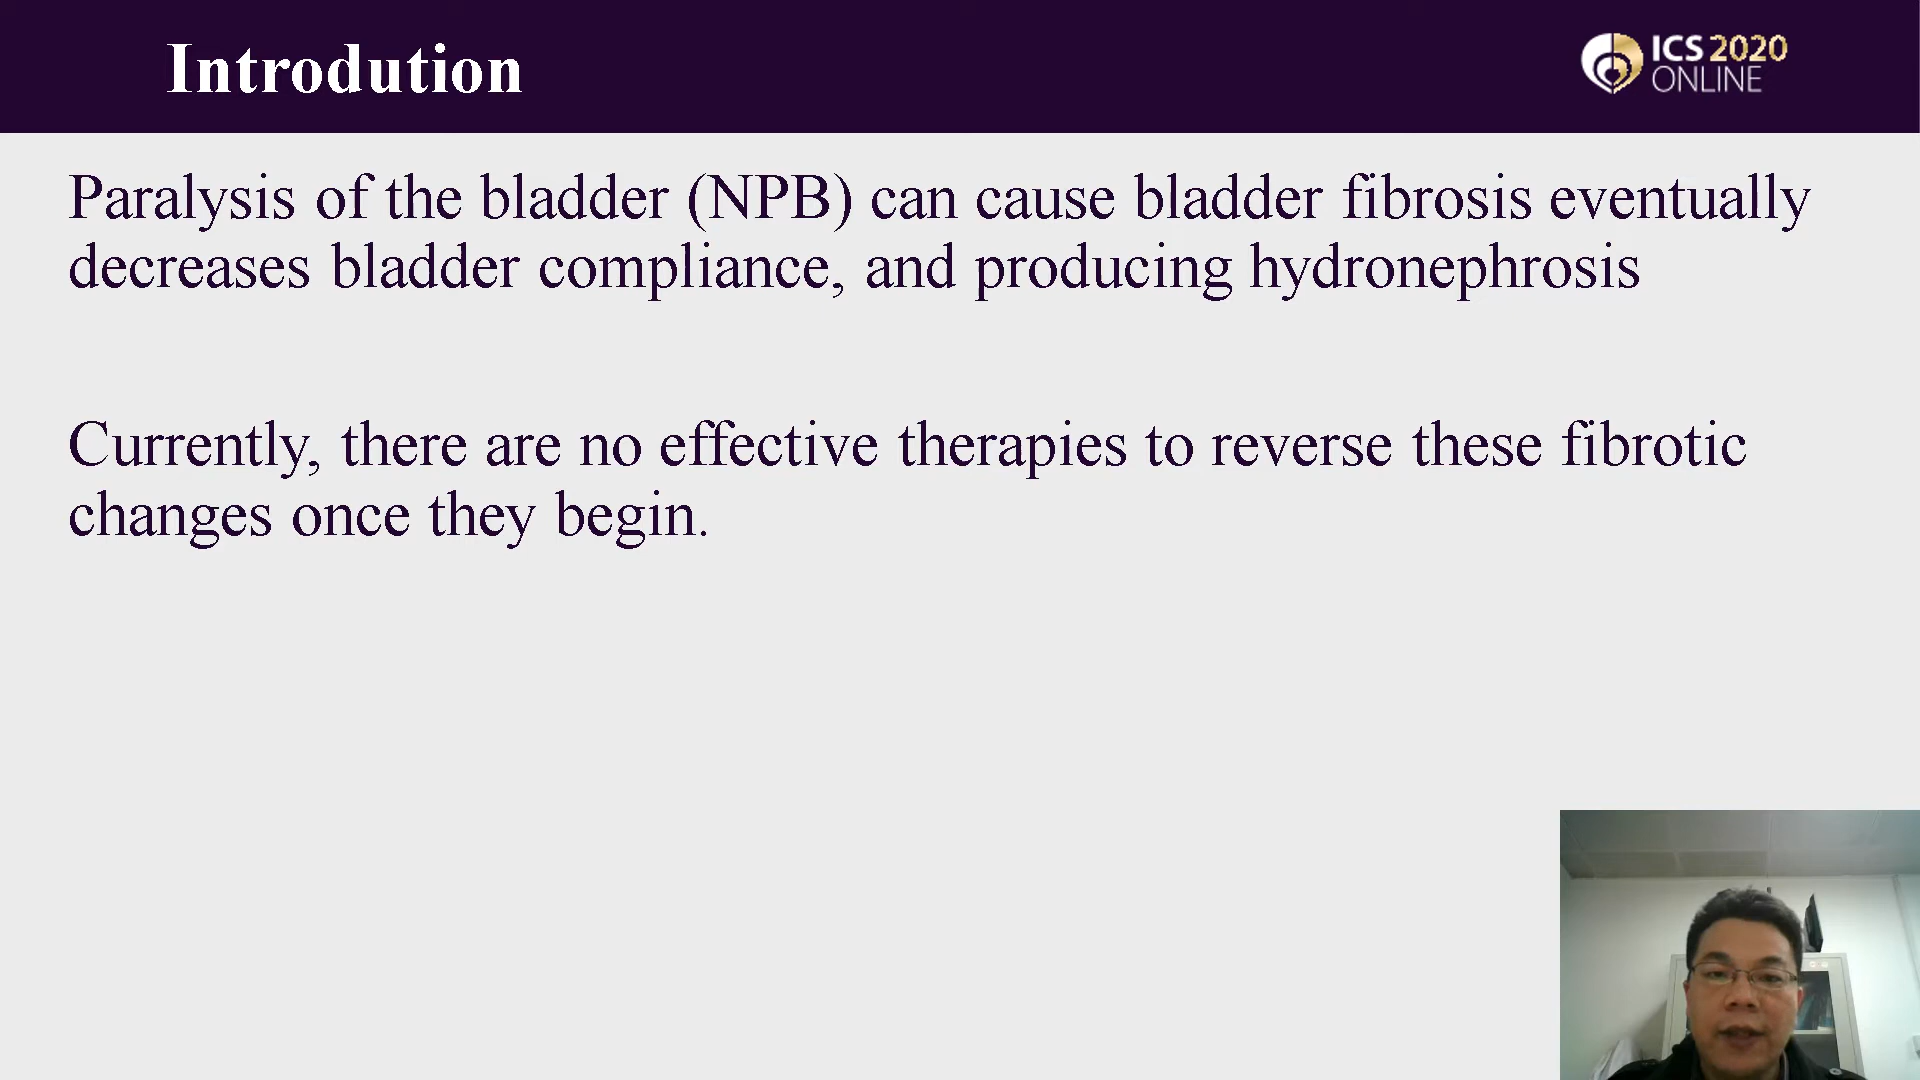 Introdution
ICS 2020
ONLINE
Paralysis of the bladder (NPB) can cause bladder fibrosis eventually
decreases bladder compliance, and producing hydronephrosis
Currently, there are no effective therapies to reverse these fibrotic
changes once they begin.